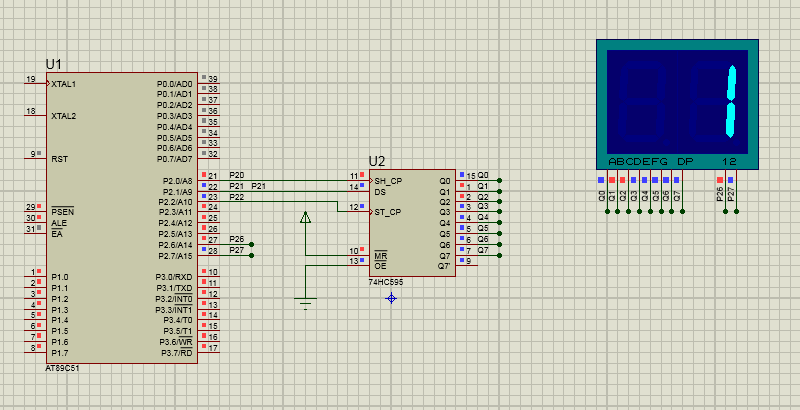 U1
19 XTAL1
18 XTAL2
9 RST
29 PSEN
30 ALE
31 EA
1 P1.0
2 P1.1
3 P1.2
4 P1.3
5 P1.4
6 P1.5
7 P1.6
8 P1.7
P0.0/AD0 39
P0.1/AD1 38
P0.2/AD2 37
P0.3/AD3 36
P0.4/AD4 35
P0.5/AD5 34
P0.6/AD6 33
P0.7/AD7 32
P2.0/A8 21 P20
P2.1/A9 22 P21 P21
P2.2/A10 23 P22
P2.3/A11 24
P2.4/A12 25
P2.5/A13 26
P2.6/A14 27 P26
P2.7/A15 28 P27
P3.0/RXD 10
P3.1/TXD 11
P3.2/INT0 12
P3.3/INT1 13
P3.4/T0 14
P3.5/T1 15
P3.6/WR 16
P3.7/RD 17
AT89C51
U2
11 SH_CP
14 DS
12 ST_CP
10 MR
13 OE
Q0 15 Q0
Q1 1 Q1
Q2 2 Q2
Q3 3 Q3
Q4 4 Q4
Q5 5 Q5
Q6 6 Q6
Q7 7 Q7
Q7' 9
74HC595
1
ABCDEFG DP 12
Q0 Q1 Q2 Q3 Q4 Q5 Q6 Q7 P26 P27